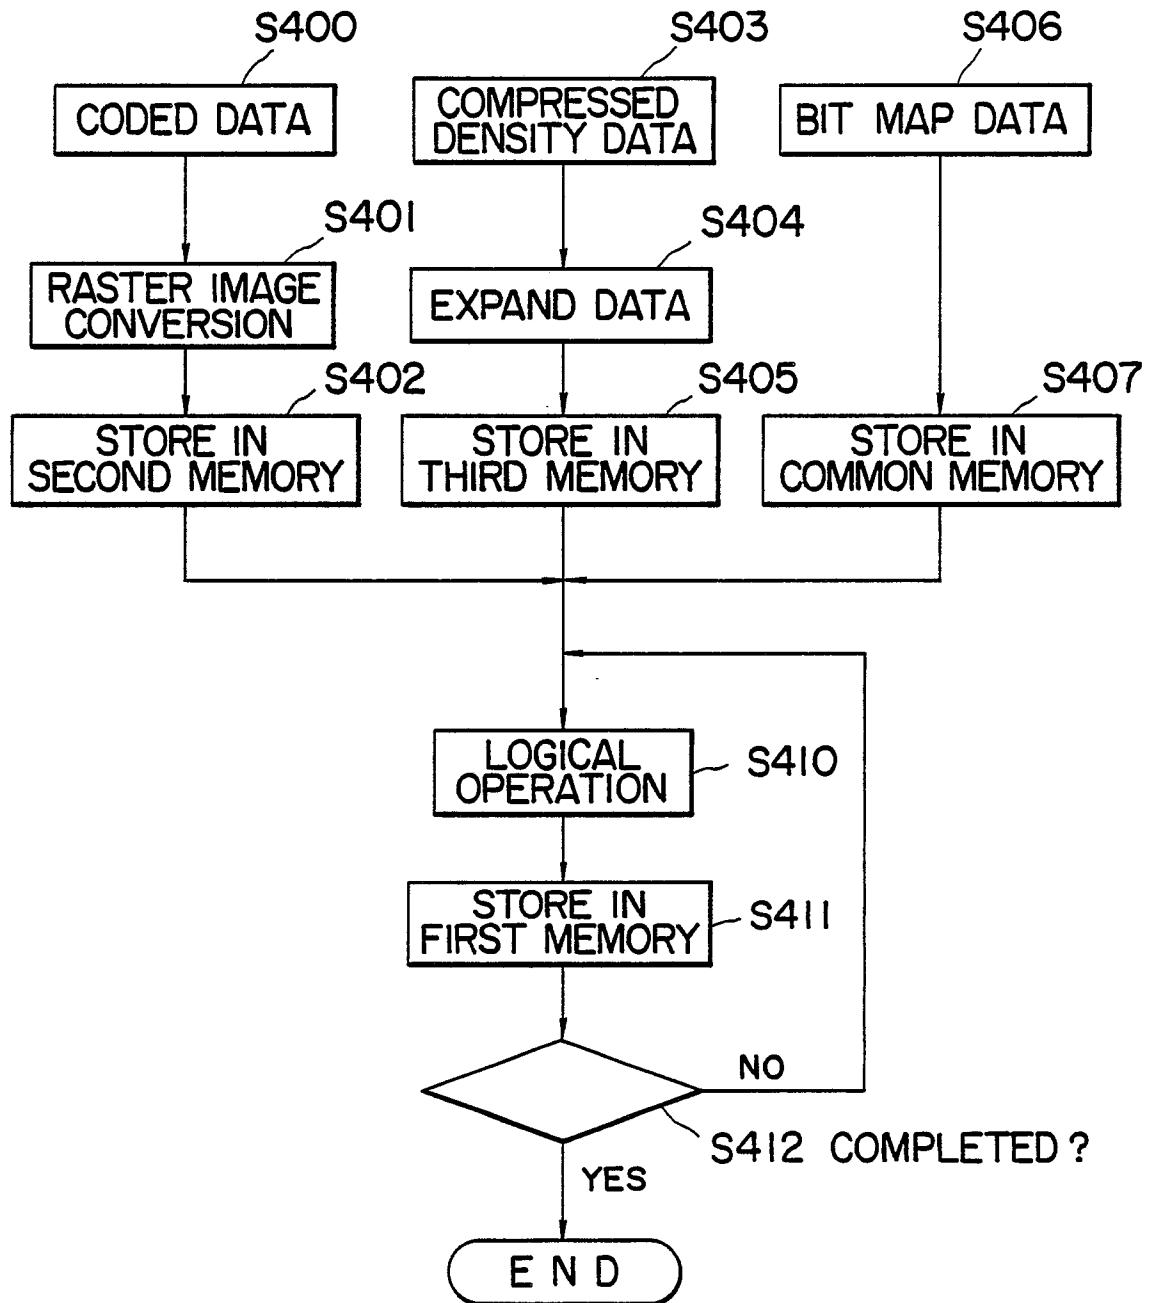 S400
CODED DATA
S401
RASTER IMAGE
CONVERSION
S402
STORE IN
SECOND MEMORY
S403
COMPRESSED
DENSITY DATA
S404
EXPAND DATA
S405
STORE IN
THIRD MEMORY
S406
BIT MAP DATA
S407
STORE IN
COMMON MEMORY
LOGICAL
OPERATION
S410
STORE IN
FIRST MEMORY
S411
NO
S412 COMPLETED?
YES
END